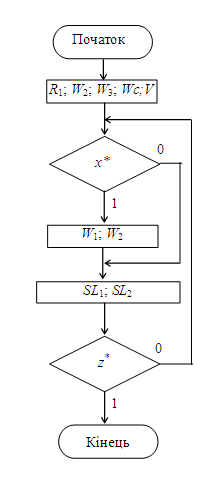 Початок
R₁; W₂; W₃; Wc;V
x*
0
1
W₁; W₂
SL₁; SL₂
z*
0
1
Кінець